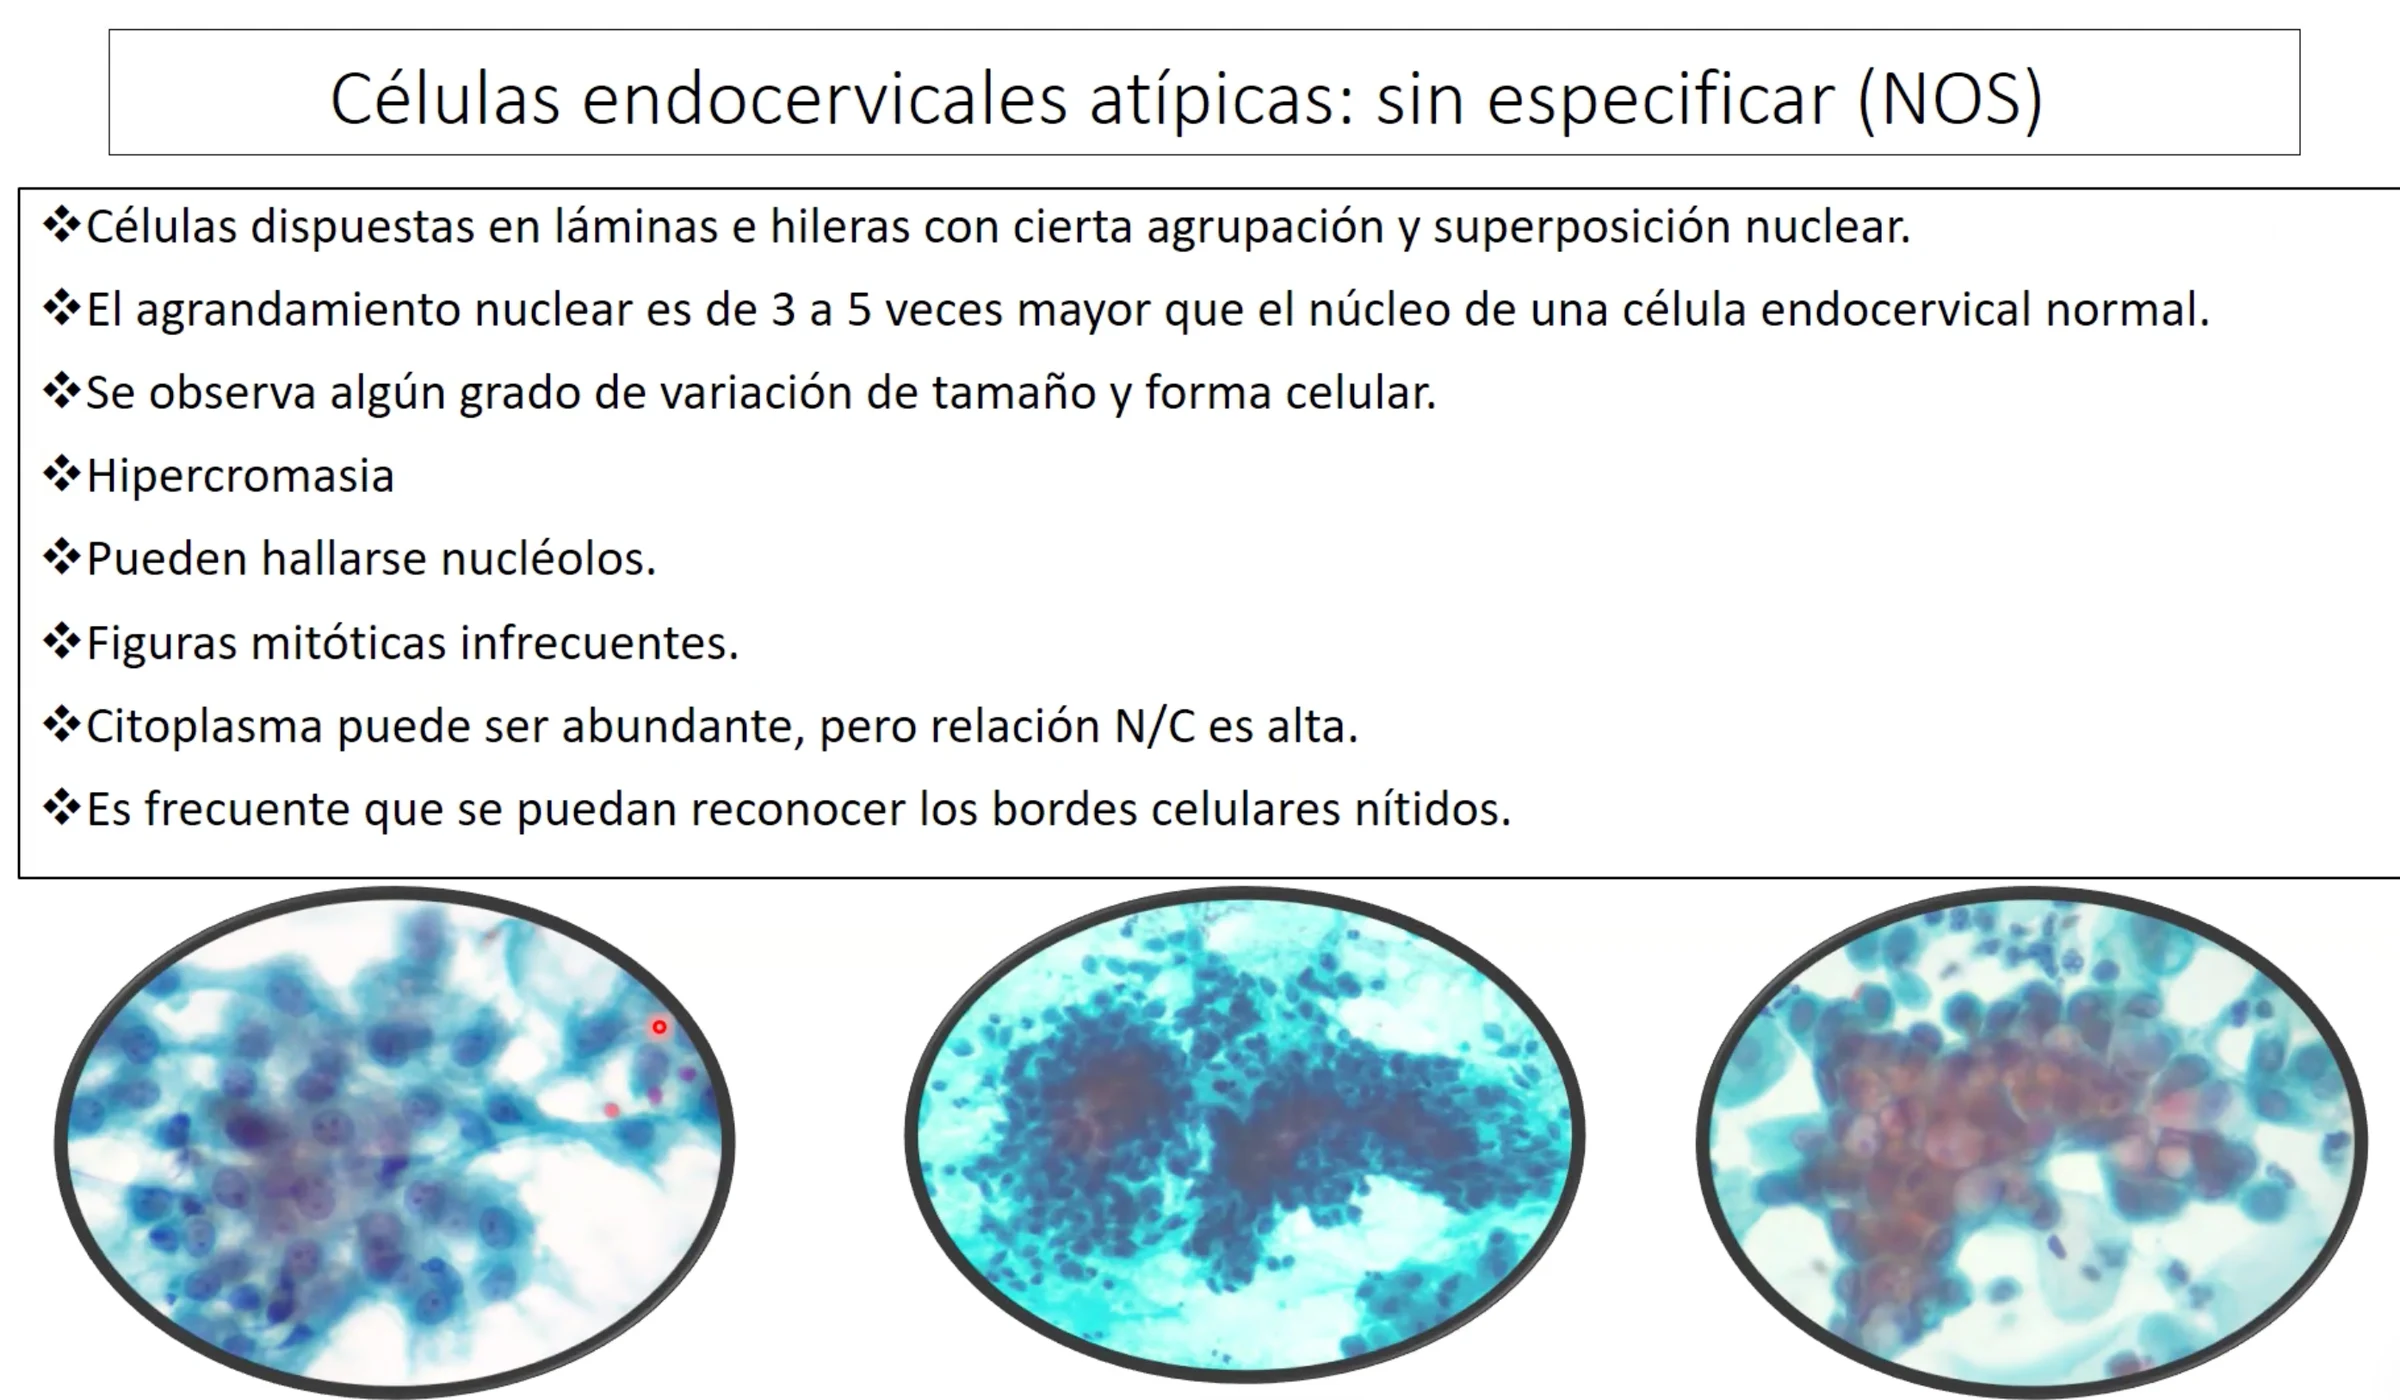 Células endocervicales atípicas: sin especificar (NOS)
❖Células dispuestas en láminas e hileras con cierta agrupación y superposición nuclear.
❖El agrandamiento nuclear es de 3 a 5 veces mayor que el núcleo de una célula endocervical normal.
❖Se observa algún grado de variación de tamaño y forma celular.
❖Hipercromasia
❖Pueden hallarse nucléolos.
❖Figuras mitóticas infrecuentes.
❖Citoplasma puede ser abundante, pero relación N/C es alta.
❖Es frecuente que se puedan reconocer los bordes celulares nítidos.